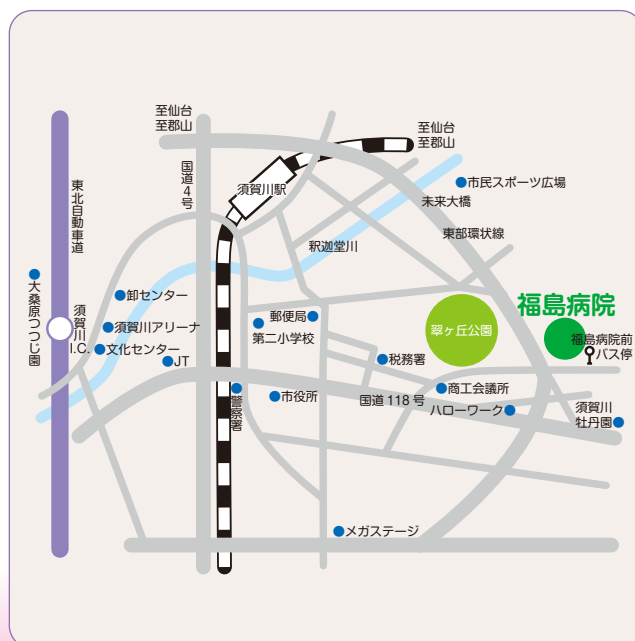 至仙台
至郡山
至仙台
至郡山
国道4号
須賀川駅
市民スポーツ広場
東北自動車道
未来大橋
東部環状線
釈迦堂川
大桑原つつじ園
卸センター
福島病院
須賀川
I.C.
須賀川アリーナ
郵便局
翠ヶ丘公園
第二小学校
福島病院前
バス停
文化センター
JT
税務署
警察署
市役所
商工会議所
国道118号
ハローワーク
須賀川
牡丹園
メガステージ